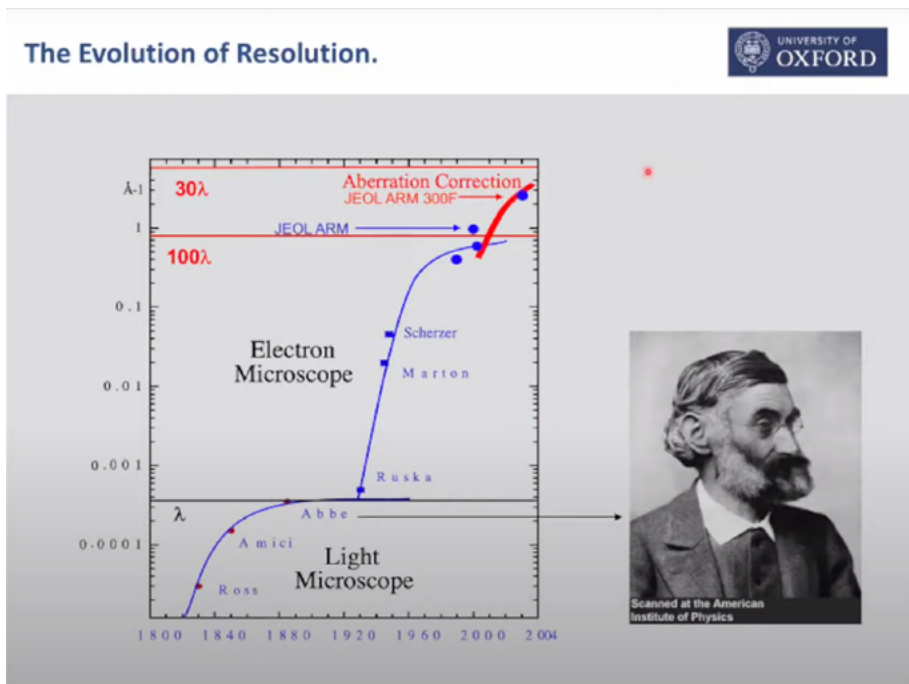 The Evolution of Resolution.
UNIVERSITY OF
OXFORD
Å-1
30λ
Aberration Correction
JEOL ARM 300F
JEOL ARM
1
100λ
0.1
Scherzer
Electron
Microscope
Marton
0.01
0.001
Ruska
λ
Abbe
0.0001
Amici
Light
Microscope
Ross
1800 1840 1880 1920 1960 2000 2004
Scanned at the American
Institute of Physics